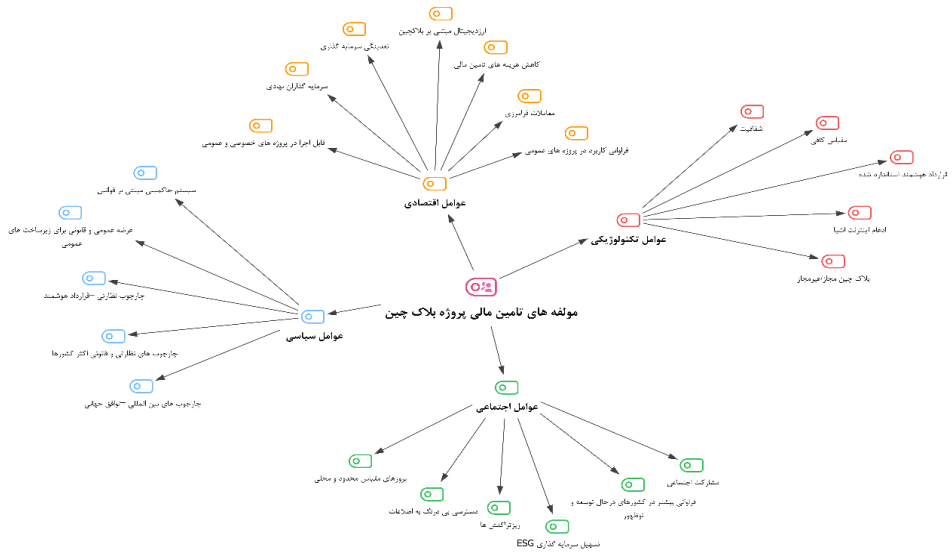 ارزدیجیتال مبتنی بر بلاکچین
نقدینگی سرمایه گذاری
کاهش هزینه های تامین مالی
سرمایه گذاران نهادی
معاملات فرامرزی
قابل اجرا در پروژه های خصوصی و عمومی
فراوانی کاربرد در پروژه های عمومی
عوامل اقتصادی
شفافیت
مقیاس کافی
قرارداد هوشمند استاندارد شده
ادغام اینترنت اشیا
بلاک چین مجاز/غیرمجاز
عوامل تکنولوژیکی
مولفه های تامین مالی پروژه بلاک چین
سیستم حاکمیتی مبتنی بر قوانین
عرضه عمومی و قانونی برای زیرساخت های
عمومی
چارچوب نظارتی –قرارداد هوشمند
چارچوب های نظارتی و قانونی اکثر کشورها
چارچوب های بین المللی –توافق جهانی
عوامل سیاسی
عوامل اجتماعی
مشارکت اجتماعی
فراوانی بیشتر در کشورهای درحال توسعه و
نوظهور
تسهیل سرمایه گذاری ESG
ریزتراکنش ها
دسترسی بی درنگ به اطلاعات
مقیاس محدود و محلی